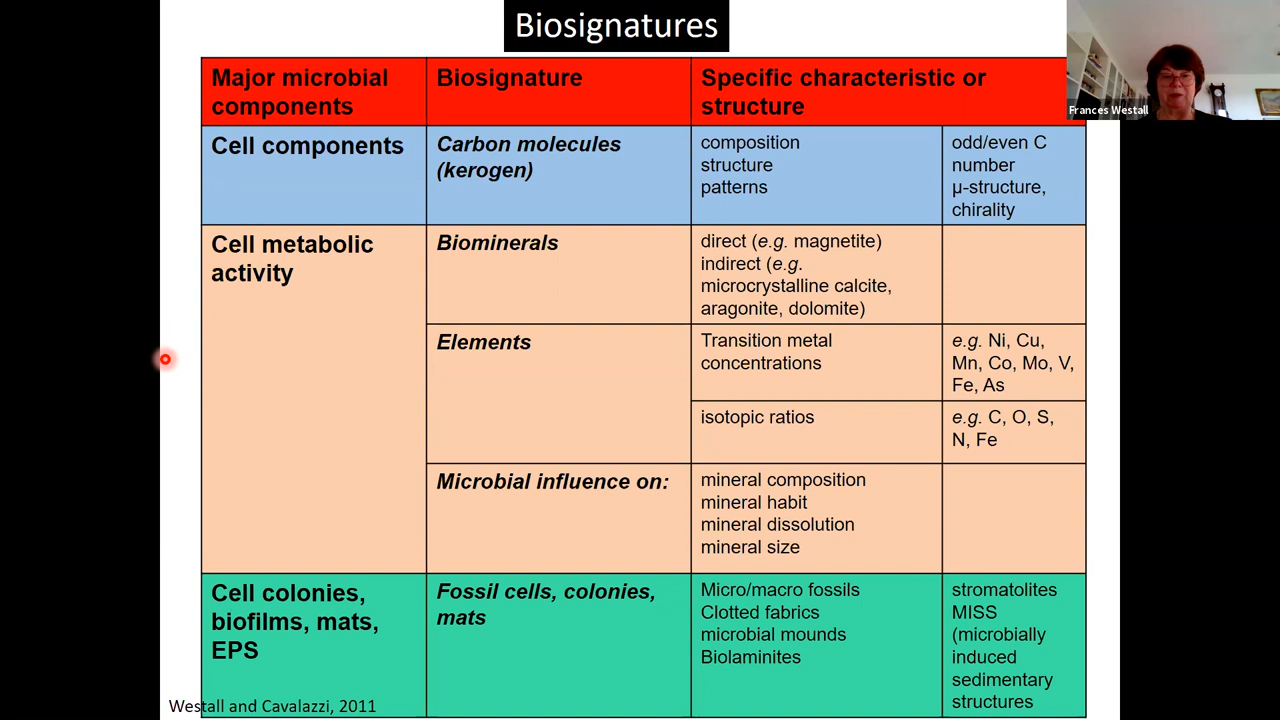 Biosignatures
Frances Westall
Major microbial
components
Biosignature
Specific characteristic or
structure
Cell components
Carbon molecules
(kerogen)
composition
structure
patterns
odd/even C
number
µ-structure,
chirality
Cell metabolic
activity
Biominerals
direct (e.g. magnetite)
indirect (e.g.
microcrystalline calcite,
aragonite, dolomite)
Elements
Transition metal
concentrations
e.g. Ni, Cu,
Mn, Co, Mo, V,
Fe, As
isotopic ratios
e.g. C, O, S,
N, Fe
Microbial influence on:
mineral composition
mineral habit
mineral dissolution
mineral size
Cell colonies,
biofilms, mats,
EPS
Fossil cells, colonies,
mats
Micro/macro fossils
Clotted fabrics
microbial mounds
Biolaminites
stromatolites
MISS
(microbially
induced
sedimentary
structures
Westall and Cavalazzi, 2011